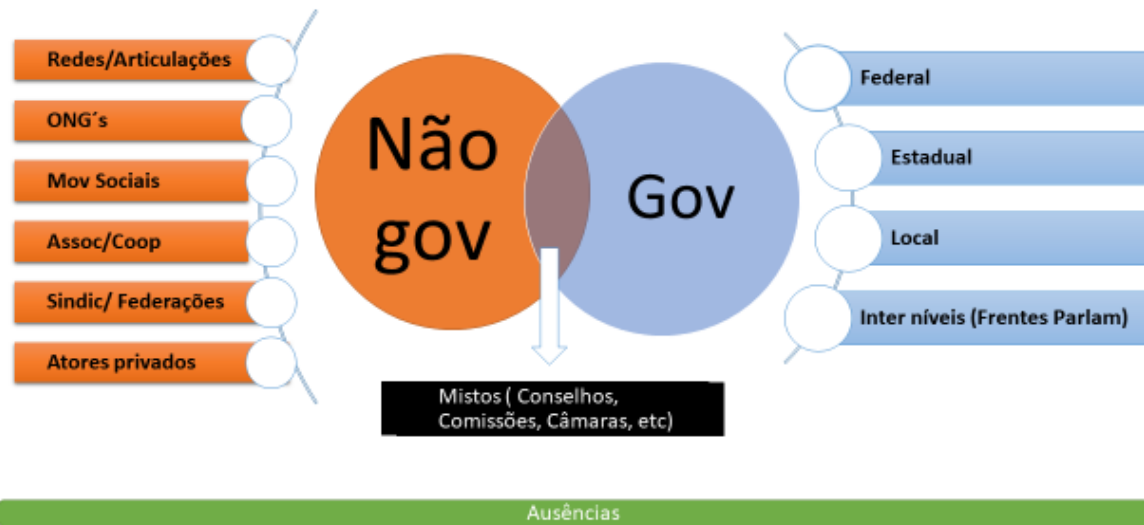 Redes/Articulações
ONG´s
Mov Sociais
Assoc/Coop
Sindic/ Federações
Atores privados
Não
gov
Gov
Federal
Estadual
Local
Inter níveis (Frentes Parlam)
Mistos ( Conselhos,
Comissões, Câmaras, etc)
Ausências